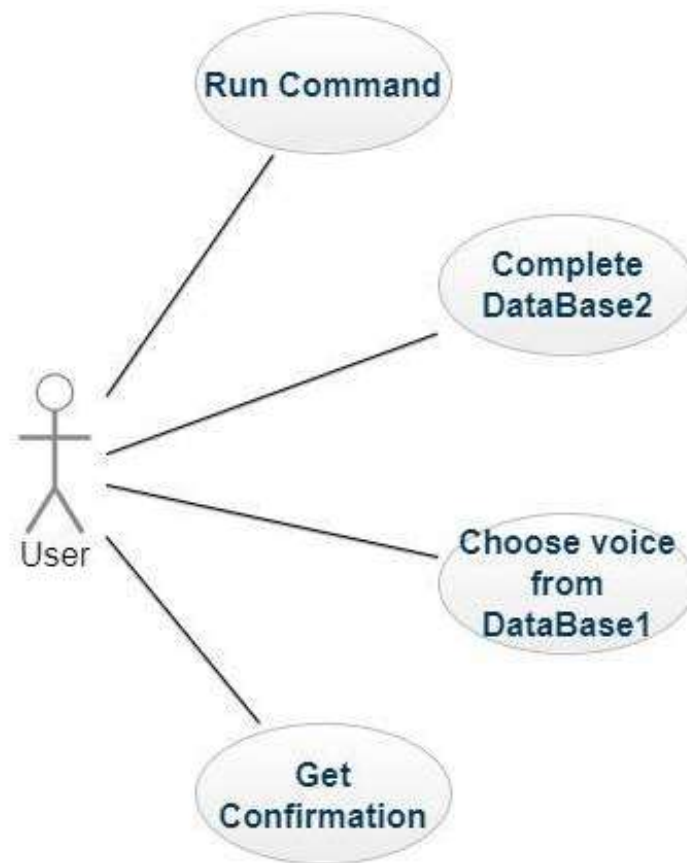 Run Command
Complete
DataBase2
User
Choose voice
from
DataBase1
Get
Confirmation